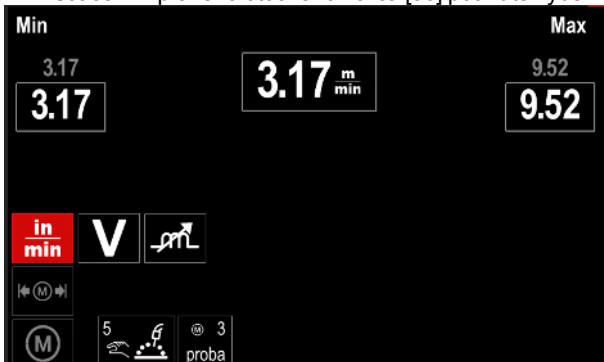 Min Max
3.17 9.52
3.17 3.17 m/min 9.52
in/min V
M
M 5 M 3
proba